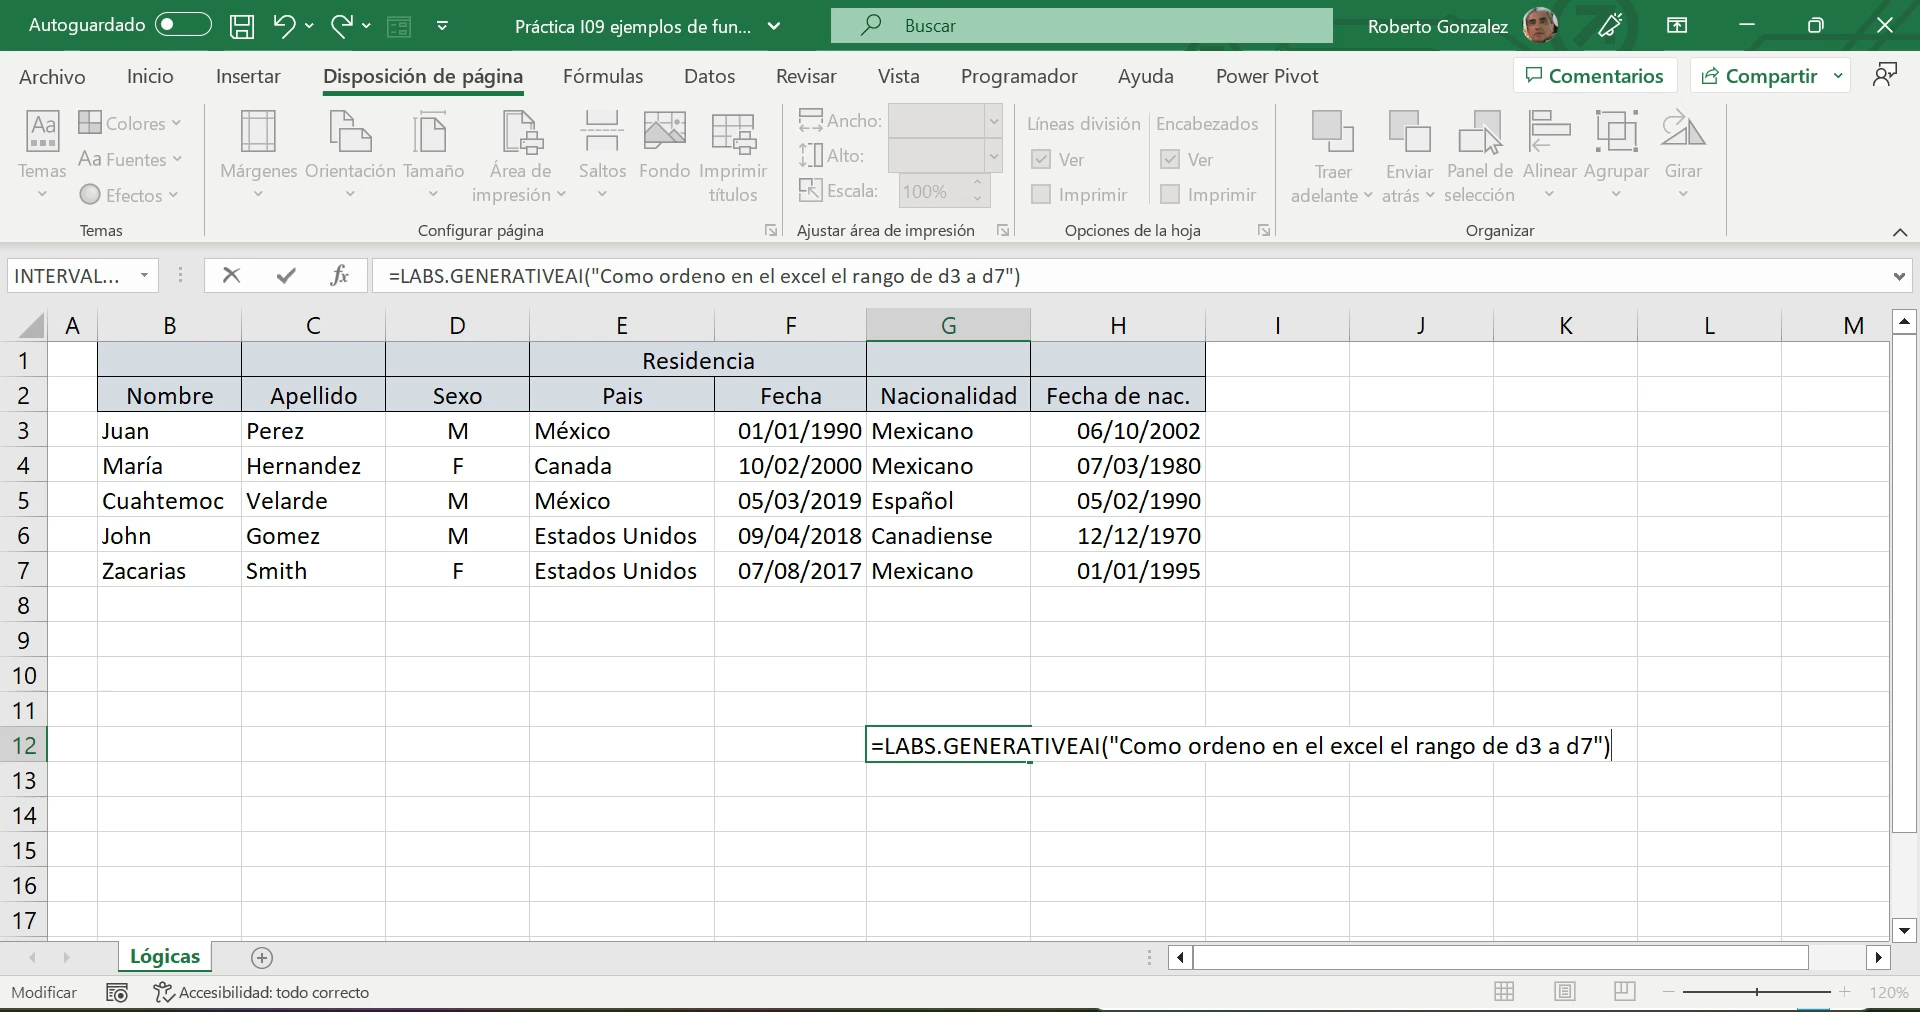 Autoguardado
Práctica I09 ejemplos de fun...
Buscar
Roberto Gonzalez
Archivo Inicio Insertar Disposición de página Fórmulas Datos Revisar Vista Programador Ayuda Power Pivot
Comentarios Compartir
Temas
Colores
Aa Fuentes
Efectos
Temas
Márgenes Orientación Tamaño Área de impresión Saltos Fondo Imprimir títulos
Configurar página
Ancho:
Alto:
Escala: 100%
Ajustar área de impresión
Líneas división Encabezados
Ver Ver
Imprimir Imprimir
Opciones de la hoja
Traer adelante Enviar atrás Panel de selección Alinear Agrupar Girar
Organizar
INTERVAL... fx =LABS.GENERATIVEAI("Como ordeno en el excel el rango de d3 a d7")
A B C D E F G H I J K L M
1 Residencia
2 Nombre Apellido Sexo Pais Fecha Nacionalidad Fecha de nac.
3 Juan Perez M México 01/01/1990 Mexicano 06/10/2002
4 María Hernandez F Canada 10/02/2000 Mexicano 07/03/1980
5 Cuahtemoc Velarde M México 05/03/2019 Español 05/02/1990
6 John Gomez M Estados Unidos 09/04/2018 Canadiense 12/12/1970
7 Zacarias Smith F Estados Unidos 07/08/2017 Mexicano 01/01/1995
8
9
10
11
12 =LABS.GENERATIVEAI("Como ordeno en el excel el rango de d3 a d7")
13
14
15
16
17
Lógicas
Modificar Accesibilidad: todo correcto 120%